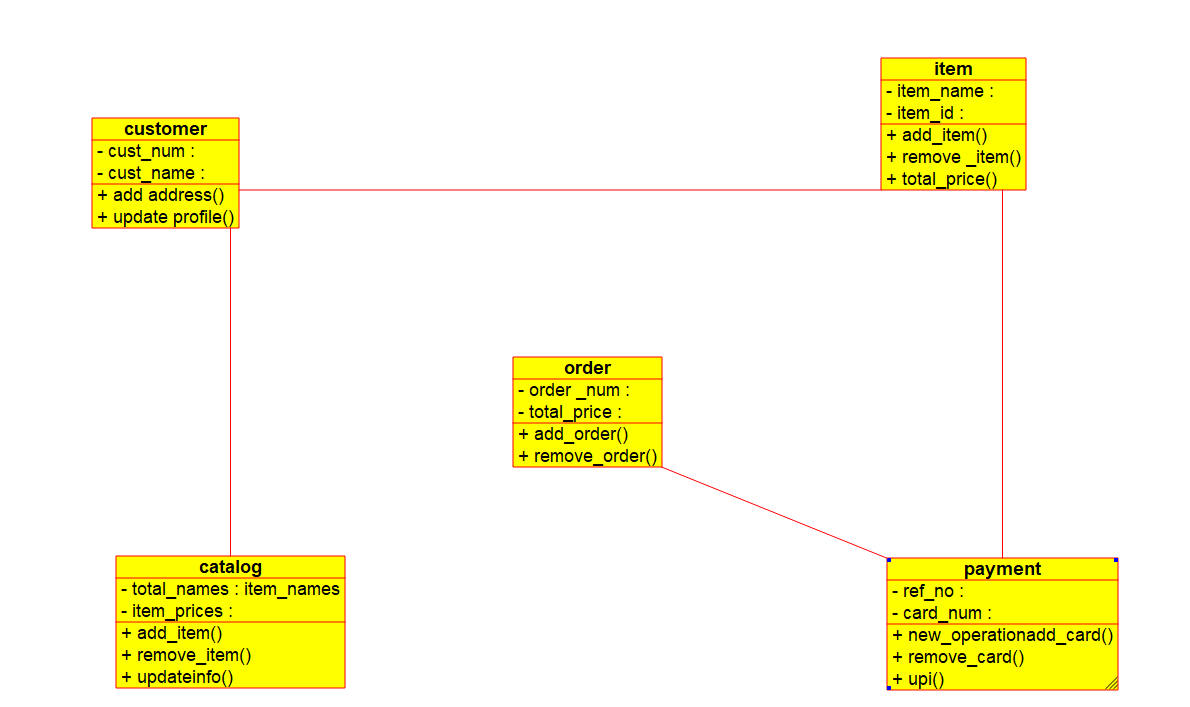 item
- item_name :
- item_id :
+ add_item()
+ remove _item()
+ total_price()
customer
- cust_num :
- cust_name :
+ add address()
+ update profile()
order
- order _num :
- total_price :
+ add_order()
+ remove_order()
catalog
- total_names : item_names
- item_prices :
+ add_item()
+ remove_item()
+ updateinfo()
payment
- ref_no :
- card_num :
+ new_operationadd_card()
+ remove_card()
+ upi()